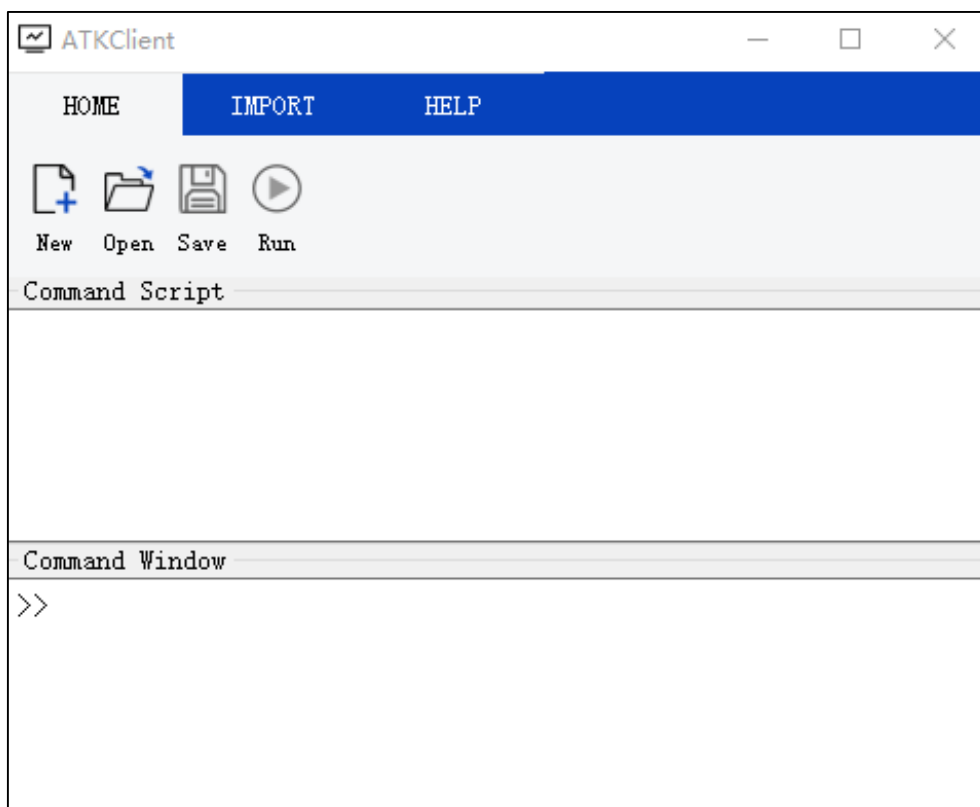 ATKClient
HOME IMPORT HELP
New Open Save Run
Command Script
Command Window
>>